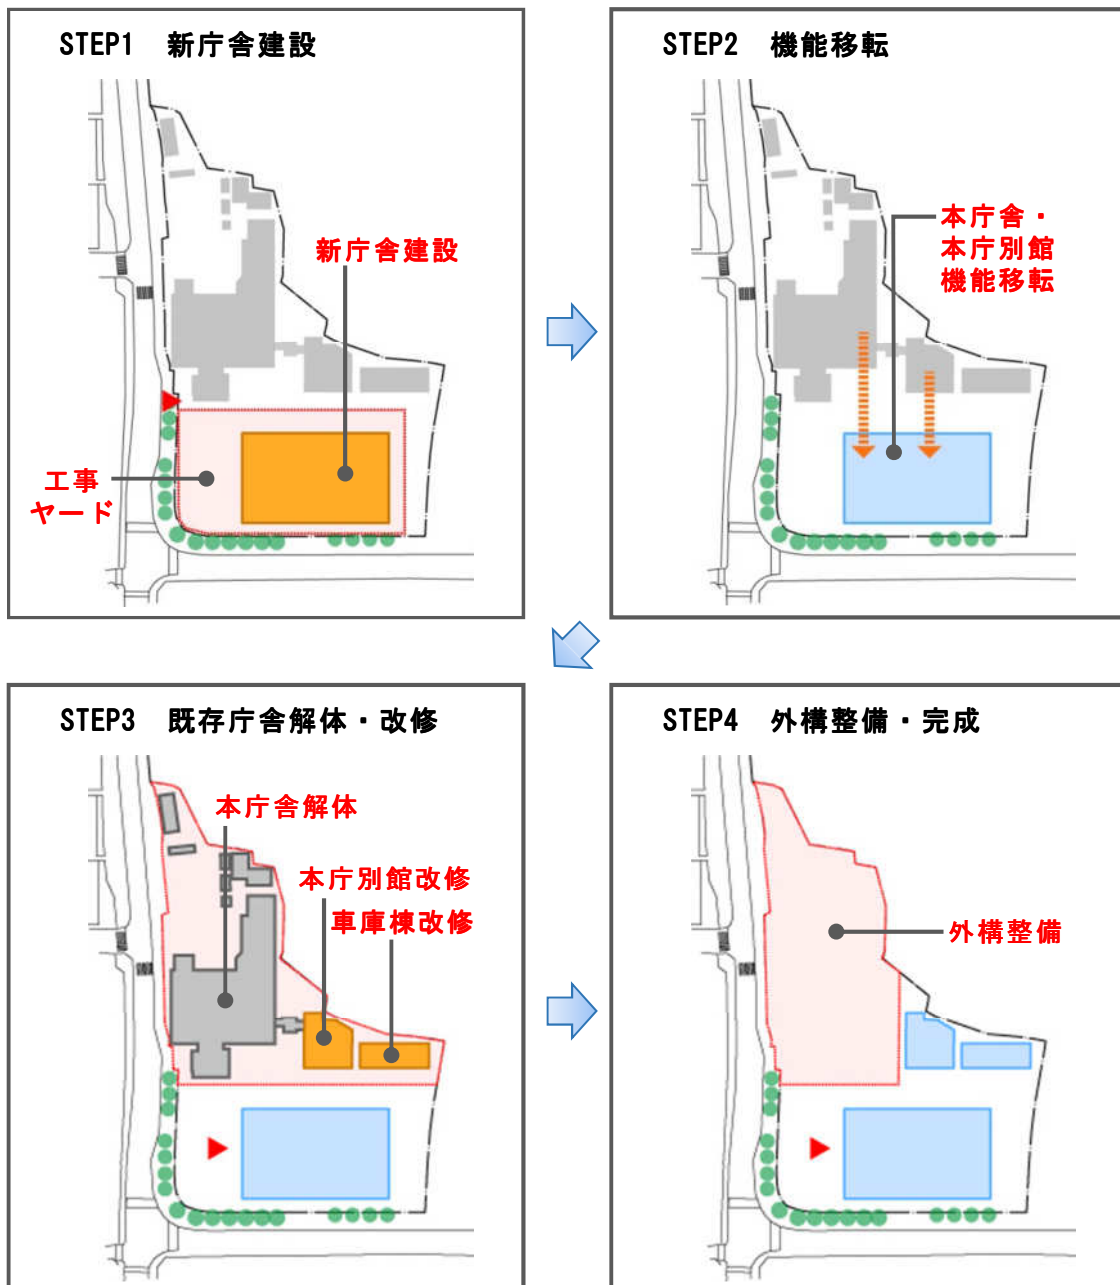 STEP1 新庁舎建設
新庁舎建設
工事
ヤード
STEP2 機能移転
本庁舎・
本庁別館
機能移転
STEP3 既存庁舎解体・改修
本庁舎解体
本庁別館改修
車庫棟改修
STEP4 外構整備・完成
外構整備